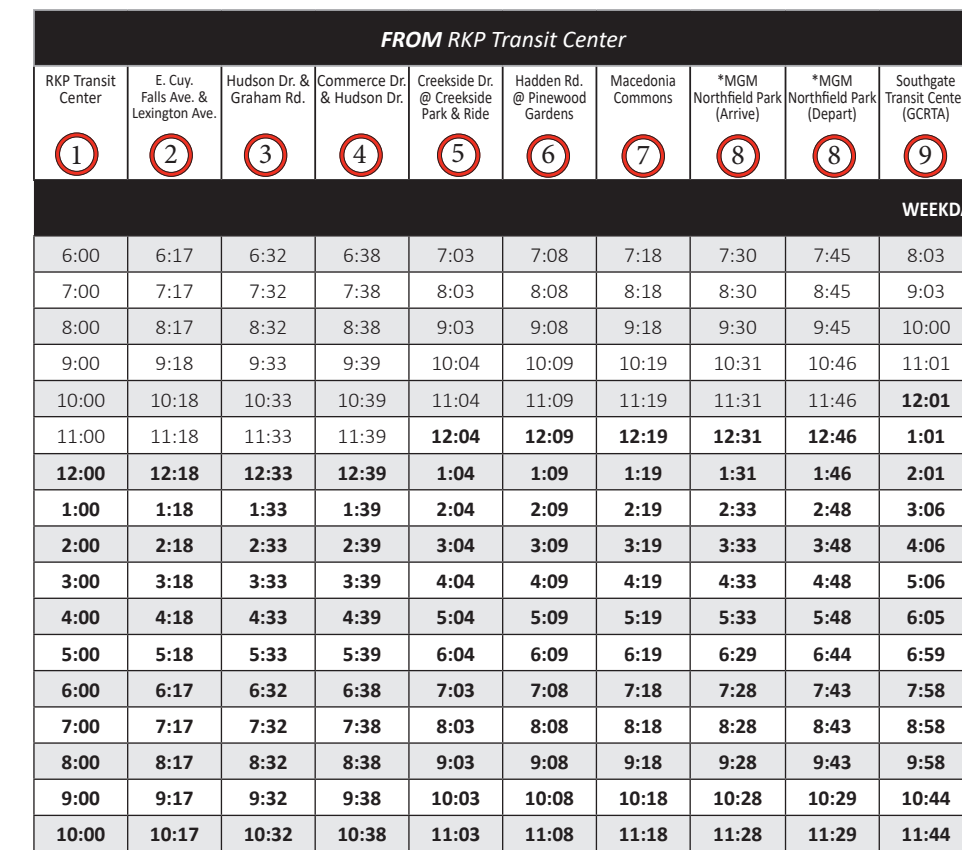 FROM RKP Transit Center
RKP Transit Center E. Cuy. Falls Ave. & Lexington Ave. Hudson Dr. & Graham Rd. Commerce Dr. & Hudson Dr. Creekside Dr. @ Creekside Park & Ride Hadden Rd. @ Pinewood Gardens Macedonia Commons *MGM Northfield Park (Arrive) *MGM Northfield Park (Depart) Southgate Transit Cente (GCRTA)
1 2 3 4 5 6 7 8 8 9
WEEKDA
6:00 6:17 6:32 6:38 7:03 7:08 7:18 7:30 7:45 8:03
7:00 7:17 7:32 7:38 8:03 8:08 8:18 8:30 8:45 9:03
8:00 8:17 8:32 8:38 9:03 9:08 9:18 9:30 9:45 10:00
9:00 9:18 9:33 9:39 10:04 10:09 10:19 10:31 10:46 11:01
10:00 10:18 10:33 10:39 11:04 11:09 11:19 11:31 11:46 12:01
11:00 11:18 11:33 11:39 12:04 12:09 12:19 12:31 12:46 1:01
12:00 12:18 12:33 12:39 1:04 1:09 1:19 1:31 1:46 2:01
1:00 1:18 1:33 1:39 2:04 2:09 2:19 2:33 2:48 3:06
2:00 2:18 2:33 2:39 3:04 3:09 3:19 3:33 3:48 4:06
3:00 3:18 3:33 3:39 4:04 4:09 4:19 4:33 4:48 5:06
4:00 4:18 4:33 4:39 5:04 5:09 5:19 5:33 5:48 6:05
5:00 5:18 5:33 5:39 6:04 6:09 6:19 6:29 6:44 6:59
6:00 6:17 6:32 6:38 7:03 7:08 7:18 7:28 7:43 7:58
7:00 7:17 7:32 7:38 8:03 8:08 8:18 8:28 8:43 8:58
8:00 8:17 8:32 8:38 9:03 9:08 9:18 9:28 9:43 9:58
9:00 9:17 9:32 9:38 10:03 10:08 10:18 10:28 10:29 10:44
10:00 10:17 10:32 10:38 11:03 11:08 11:18 11:28 11:29 11:44